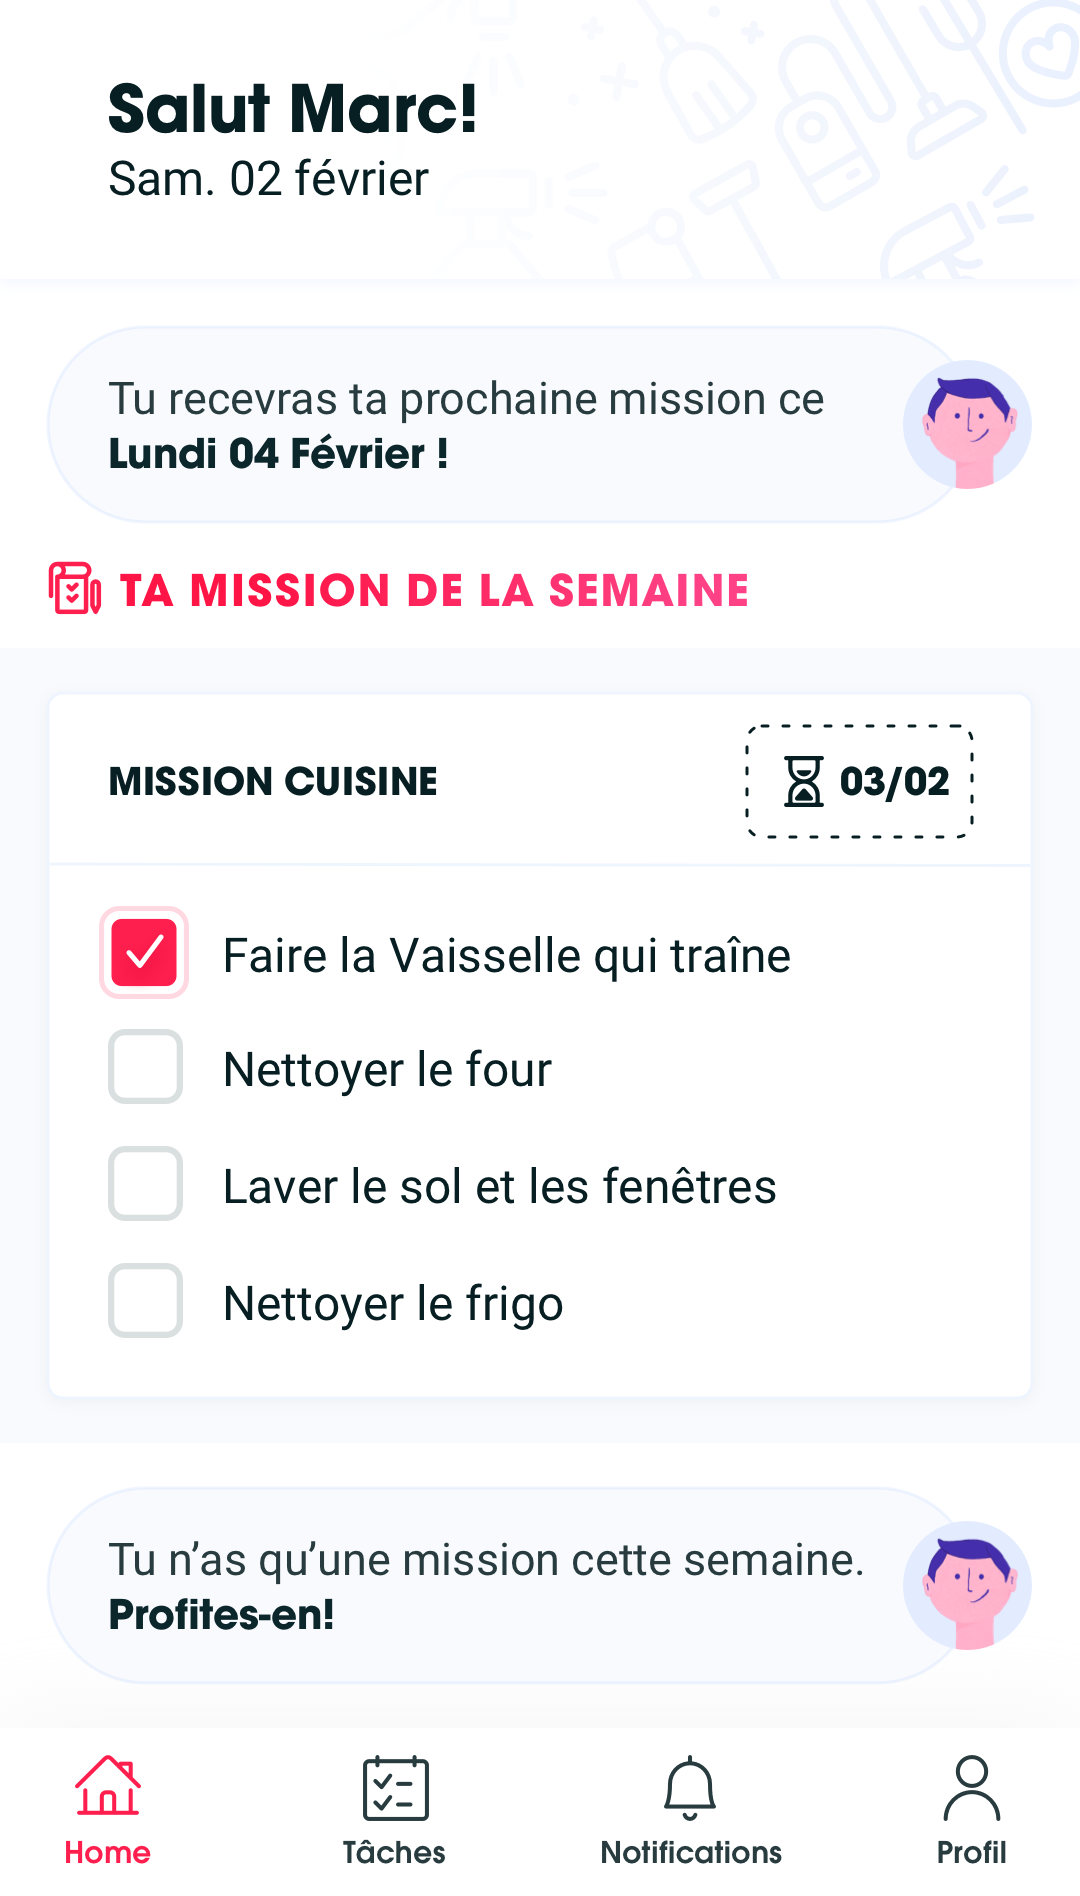 Salut Marc!
Sam. 02 février
Tu recevras ta prochaine mission ce
Lundi 04 Février !
TA MISSION DE LA SEMAINE
MISSION CUISINE
03/02
Faire la Vaisselle qui traîne
Nettoyer le four
Laver le sol et les fenêtres
Nettoyer le frigo
Tu n’as qu’une mission cette semaine.
Profites-en!
Home
Tâches
Notifications
Profil